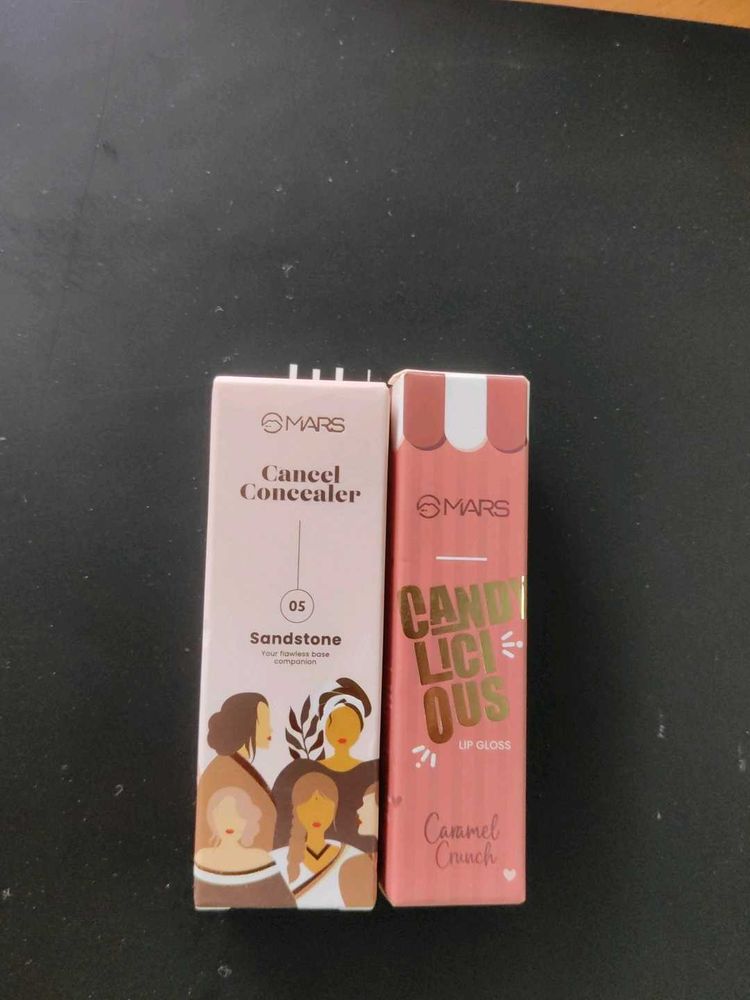 MARS
Cancel
Concealer
05
Sandstone
Your flawless base
companion
MARS
CANDY
LICI
OUS
LIP GLOSS
Caramel
Crunch